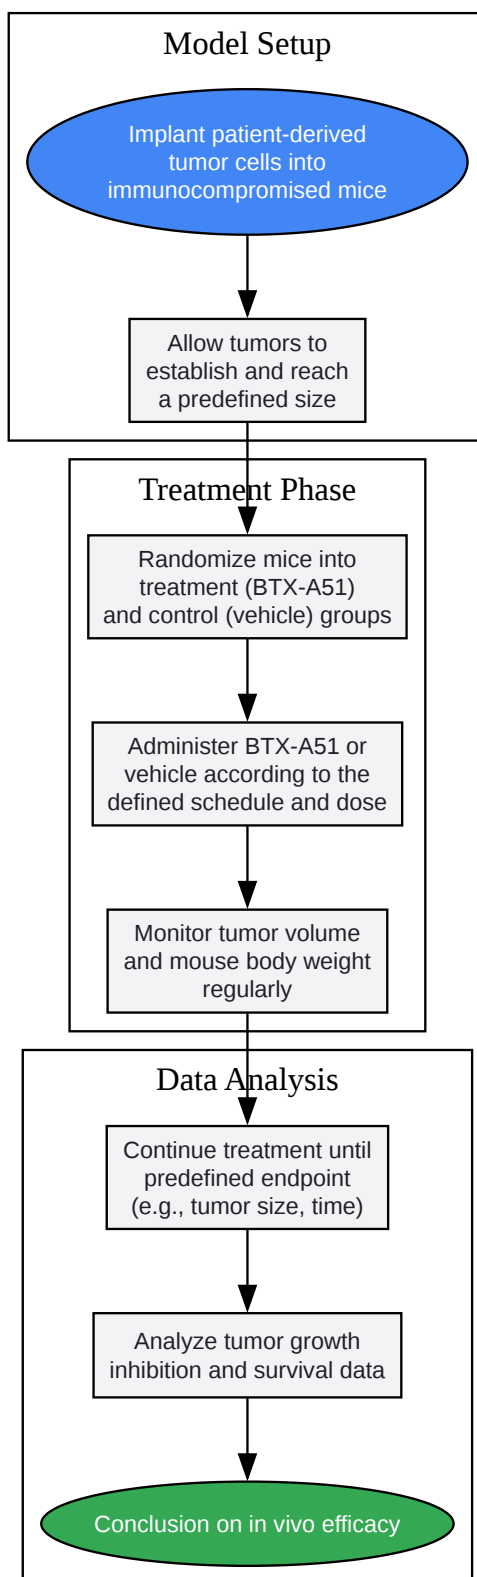 Model Setup
Implant patient-derived
tumor cells into
immunocompromised mice
Allow tumors to
establish and reach
a predefined size
Treatment Phase
Randomize mice into
treatment (BTX-A51)
and control (vehicle) groups
Administer BTX-A51 or
vehicle according to the
defined schedule and dose
Monitor tumor volume
and mouse body weight
regularly
Data Analysis
Continue treatment until
predefined endpoint
(e.g., tumor size, time)
Analyze tumor growth
inhibition and survival data
Conclusion on in vivo efficacy